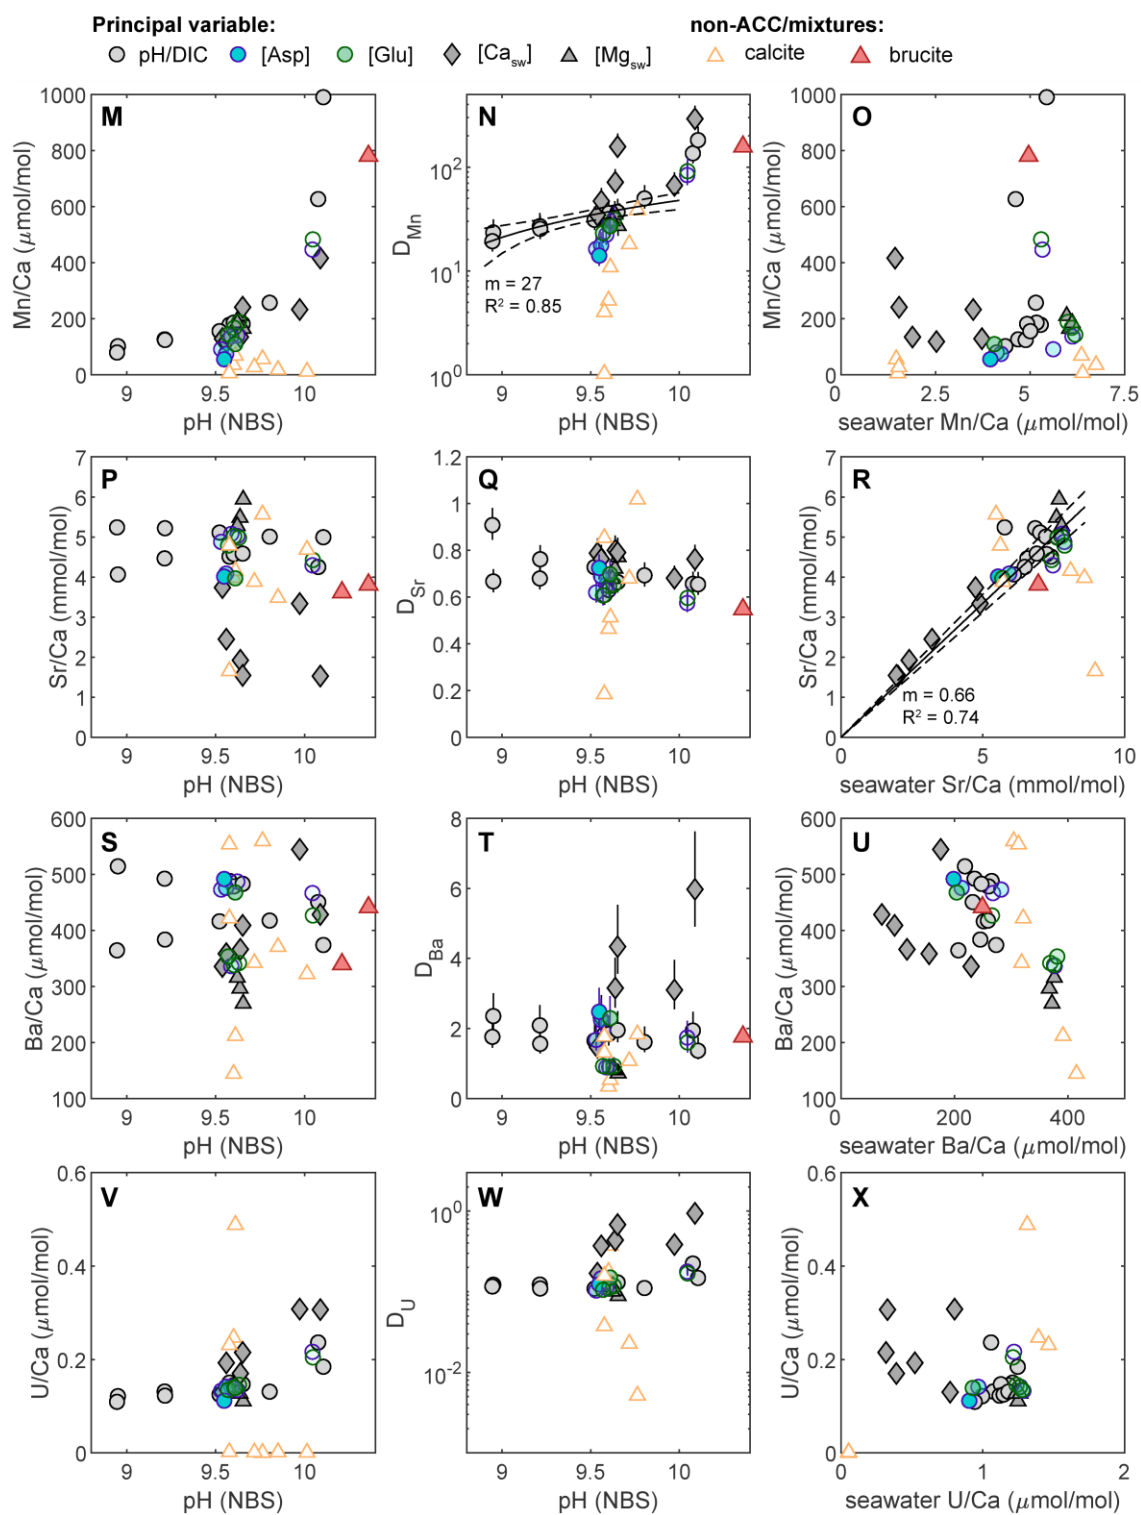 Principal variable: non-ACC/mixtures:
pH/DIC [Asp] [Glu] [Ca_sw] [Mg_sw] calcite brucite
M
Mn/Ca (μmol/mol)
1000
800
600
400
200
0
9 9.5 10
pH (NBS)
N
D_Mn
10^2
10^1
10^0
m = 27
R² = 0.85
9 9.5 10
pH (NBS)
O
Mn/Ca (μmol/mol)
1000
800
600
400
200
0
0 2.5 5 7.5
seawater Mn/Ca (μmol/mol)
P
Sr/Ca (mmol/mol)
7
6
5
4
3
2
1
0
9 9.5 10
pH (NBS)
Q
D_Sr
1.2
1
0.8
0.6
0.4
0.2
0
9 9.5 10
pH (NBS)
R
Sr/Ca (mmol/mol)
7
6
5
4
3
2
1
0
m = 0.66
R² = 0.74
0 5 10
seawater Sr/Ca (mmol/mol)
S
Ba/Ca (μmol/mol)
600
500
400
300
200
100
9 9.5 10
pH (NBS)
T
D_Ba
8
6
4
2
0
9 9.5 10
pH (NBS)
U
Ba/Ca (μmol/mol)
600
500
400
300
200
100
0 200 400
seawater Ba/Ca (μmol/mol)
V
U/Ca (μmol/mol)
0.6
0.4
0.2
0
9 9.5 10
pH (NBS)
W
D_U
10^0
10^-2
9 9.5 10
pH (NBS)
X
U/Ca (μmol/mol)
0.6
0.4
0.2
0
0 1 2
seawater U/Ca (μmol/mol)